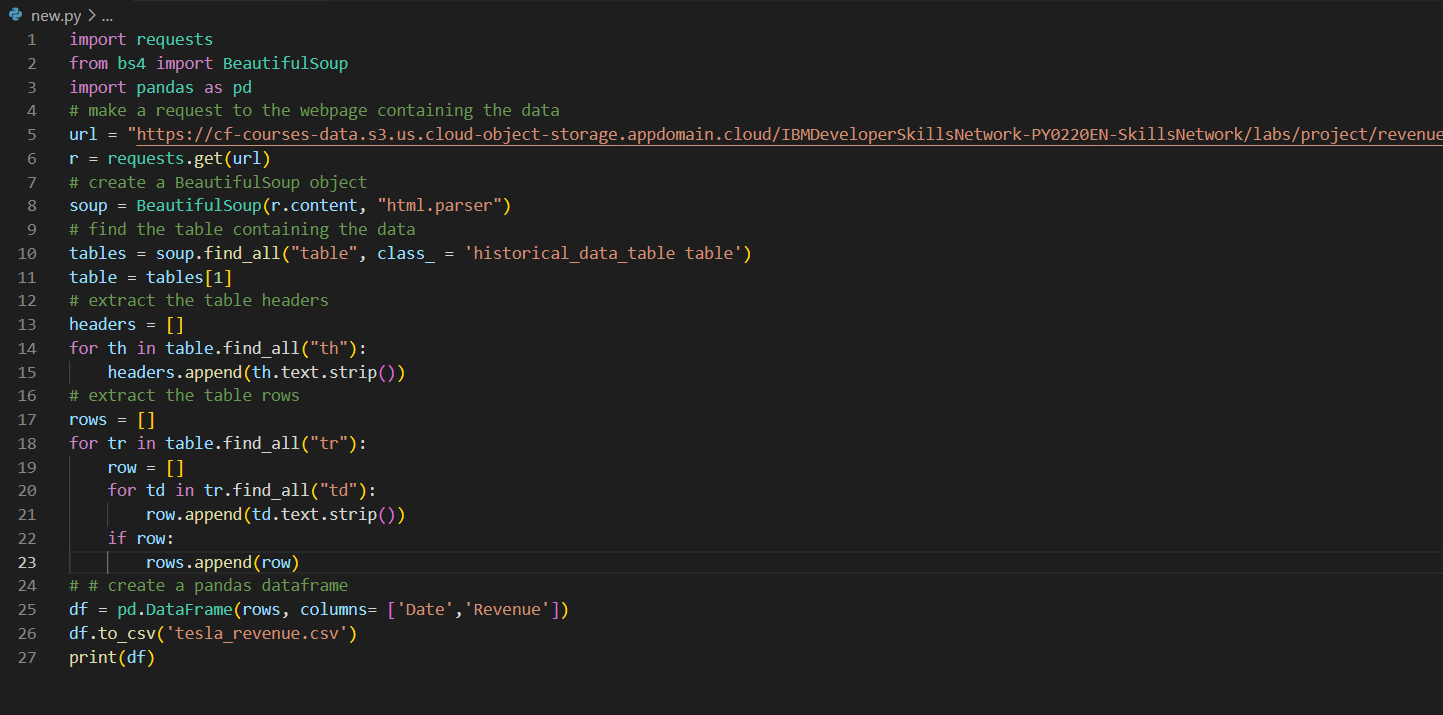 new.py > ...
1 import requests
2 from bs4 import BeautifulSoup
3 import pandas as pd
4 # make a request to the webpage containing the data
5 url = "https://cf-courses-data.s3.us.cloud-object-storage.appdomain.cloud/IBMDeveloperSkillsNetwork-PY0220EN-SkillsNetwork/labs/project/revenue
6 r = requests.get(url)
7 # create a BeautifulSoup object
8 soup = BeautifulSoup(r.content, "html.parser")
9 # find the table containing the data
10 tables = soup.find_all("table", class_ = 'historical_data_table table')
11 table = tables[1]
12 # extract the table headers
13 headers = []
14 for th in table.find_all("th"):
15     headers.append(th.text.strip())
16 # extract the table rows
17 rows = []
18 for tr in table.find_all("tr"):
19     row = []
20     for td in tr.find_all("td"):
21         row.append(td.text.strip())
22     if row:
23         rows.append(row)
24 # # create a pandas dataframe
25 df = pd.DataFrame(rows, columns= ['Date','Revenue'])
26 df.to_csv('tesla_revenue.csv')
27 print(df)